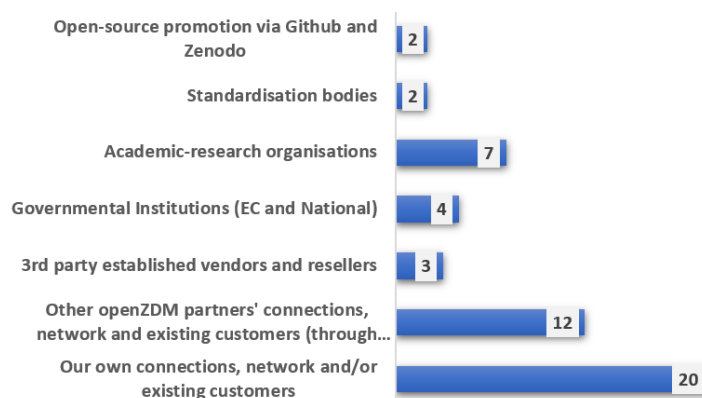 Open-source promotion via Github and
Zenodo
2
Standardisation bodies
2
Academic-research organisations
7
Governmental Institutions (EC and National)
4
3rd party established vendors and resellers
3
Other openZDM partners' connections,
network and existing customers (through…
12
Our own connections, network and/or
existing customers
20